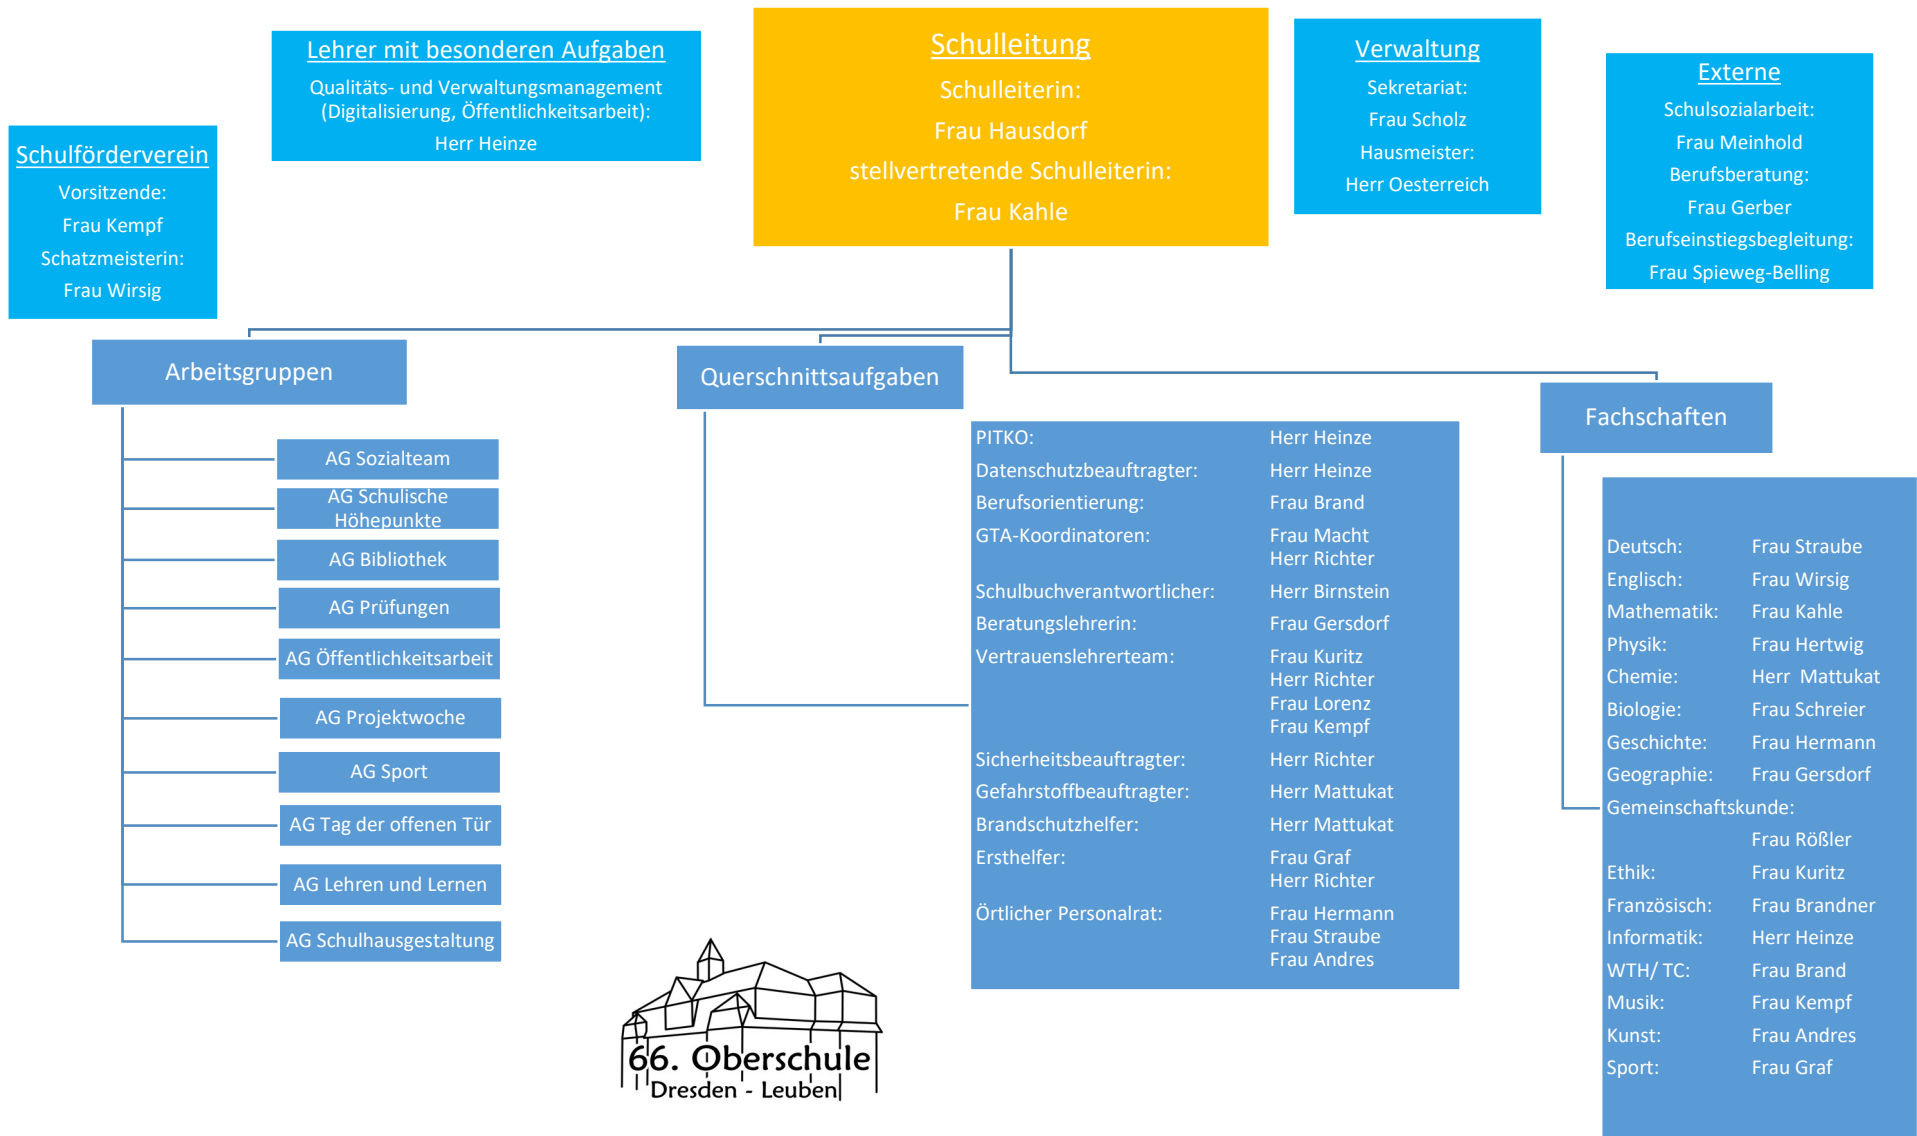 Schulförderverein
Vorsitzende:
Frau Kempf
Schatzmeisterin:
Frau Wirsig
Lehrer mit besonderen Aufgaben
Qualitäts- und Verwaltungsmanagement
(Digitalisierung, Öffentlichkeitsarbeit):
Herr Heinze
Schulleitung
Schulleiterin:
Frau Hausdorf
stellvertretende Schulleiterin:
Frau Kahle
Verwaltung
Sekretariat:
Frau Scholz
Hausmeister:
Herr Oesterreich
Externe
Schulsozialarbeit:
Frau Meinhold
Berufsberatung:
Frau Gerber
Berufseinstiegsbegleitung:
Frau Spieweg-Belling
Arbeitsgruppen
AG Sozialteam
AG Schulische
Höhepunkte
AG Bibliothek
AG Prüfungen
AG Öffentlichkeitsarbeit
AG Projektwoche
AG Sport
AG Tag der offenen Tür
AG Lehren und Lernen
AG Schulhausgestaltung
Querschnittsaufgaben
PITKO: Herr Heinze
Datenschutzbeauftragter: Herr Heinze
Berufsorientierung: Frau Brand
GTA-Koordinatoren: Frau Macht
Herr Richter
Schulbuchverantwortlicher: Herr Birnstein
Beratungslehrerin: Frau Gersdorf
Vertrauenslehrerteam: Frau Kuritz
Herr Richter
Frau Lorenz
Frau Kempf
Sicherheitsbeauftragter: Herr Richter
Gefahrstoffbeauftragter: Herr Mattukat
Brandschutzhelfer: Herr Mattukat
Ersthelfer: Frau Graf
Herr Richter
Örtlicher Personalrat: Frau Hermann
Frau Straube
Frau Andres
Fachschaften
Deutsch: Frau Straube
Englisch: Frau Wirsig
Mathematik: Frau Kahle
Physik: Frau Hertwig
Chemie: Herr Mattukat
Biologie: Frau Schreier
Geschichte: Frau Hermann
Geographie: Frau Gersdorf
Gemeinschaftskunde:
Frau Rößler
Ethik: Frau Kuritz
Französisch: Frau Brandner
Informatik: Herr Heinze
WTH/ TC: Frau Brand
Musik: Frau Kempf
Kunst: Frau Andres
Sport: Frau Graf
66. Oberschule
Dresden - Leuben